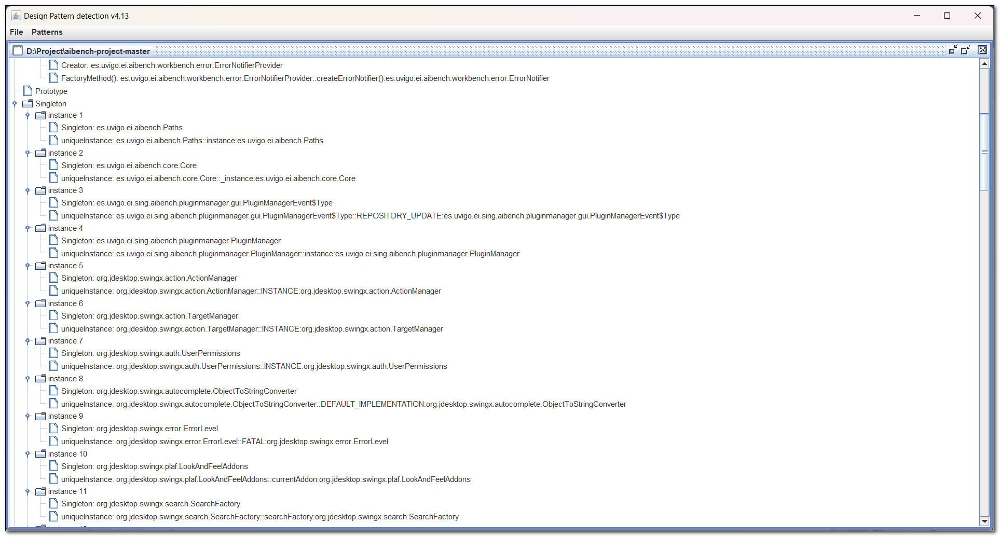 Design Pattern detection v4.13
File Patterns
D:\Project\aibench-project-master
Creator: es.uvigo.ei.aibench.workbench.error.ErrorNotifierProvider
FactoryMethod(): es.uvigo.ei.aibench.workbench.error.ErrorNotifierProvider::createErrorNotifier():es.uvigo.ei.aibench.workbench.error.ErrorNotifier
Prototype
Singleton
instance 1
Singleton: es.uvigo.ei.aibench.Paths
uniqueInstance: es.uvigo.ei.aibench.Paths::instance:es.uvigo.ei.aibench.Paths
instance 2
Singleton: es.uvigo.ei.aibench.core.Core
uniqueInstance: es.uvigo.ei.aibench.core.Core::_instance:es.uvigo.ei.aibench.core.Core
instance 3
Singleton: es.uvigo.ei.sing.aibench.pluginmanager.gui.PluginManagerEvent$Type
uniqueInstance: es.uvigo.ei.sing.aibench.pluginmanager.gui.PluginManagerEvent$Type::REPOSITORY_UPDATE:es.uvigo.ei.sing.aibench.pluginmanager.gui.PluginManagerEvent$Type
instance 4
Singleton: es.uvigo.ei.sing.aibench.pluginmanager.PluginManager
uniqueInstance: es.uvigo.ei.sing.aibench.pluginmanager.PluginManager::instance:es.uvigo.ei.sing.aibench.pluginmanager.PluginManager
instance 5
Singleton: org.jdesktop.swingx.action.ActionManager
uniqueInstance: org.jdesktop.swingx.action.ActionManager::INSTANCE:org.jdesktop.swingx.action.ActionManager
instance 6
Singleton: org.jdesktop.swingx.action.TargetManager
uniqueInstance: org.jdesktop.swingx.action.TargetManager::INSTANCE:org.jdesktop.swingx.action.TargetManager
instance 7
Singleton: org.jdesktop.swingx.auth.UserPermissions
uniqueInstance: org.jdesktop.swingx.auth.UserPermissions::INSTANCE:org.jdesktop.swingx.auth.UserPermissions
instance 8
Singleton: org.jdesktop.swingx.autocomplete.ObjectToStringConverter
uniqueInstance: org.jdesktop.swingx.autocomplete.ObjectToStringConverter::DEFAULT_IMPLEMENTATION:org.jdesktop.swingx.autocomplete.ObjectToStringConverter
instance 9
Singleton: org.jdesktop.swingx.error.ErrorLevel
uniqueInstance: org.jdesktop.swingx.error.ErrorLevel::FATAL:org.jdesktop.swingx.error.ErrorLevel
instance 10
Singleton: org.jdesktop.swingx.plaf.LookAndFeelAddons
uniqueInstance: org.jdesktop.swingx.plaf.LookAndFeelAddons::currentAddon:org.jdesktop.swingx.plaf.LookAndFeelAddons
instance 11
Singleton: org.jdesktop.swingx.search.SearchFactory
uniqueInstance: org.jdesktop.swingx.search.SearchFactory::searchFactory:org.jdesktop.swingx.search.SearchFactory